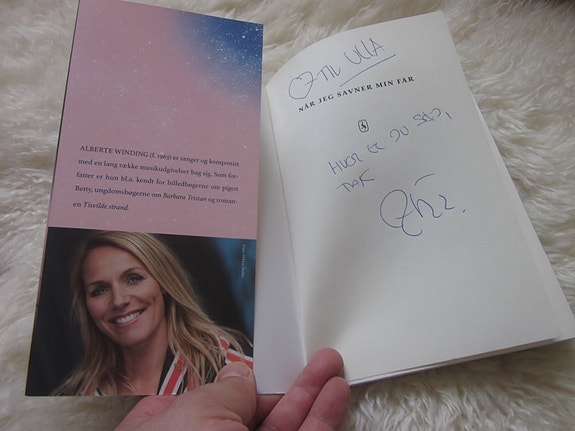 ALBERTE WINDING (f. 1963) er sanger og komponist
med en lang række musikudgivelser bag sig. Som for-
fatter er hun bl.a. kendt for billedbøgerne om pigen
Betty, ungdomsbøgerne om Barbara Tristan og roman-
en Tisvilde strand.
TIL ULLA
NÅR JEG SAVNER MIN FAR
HVOR ER DU SØD,
TAK